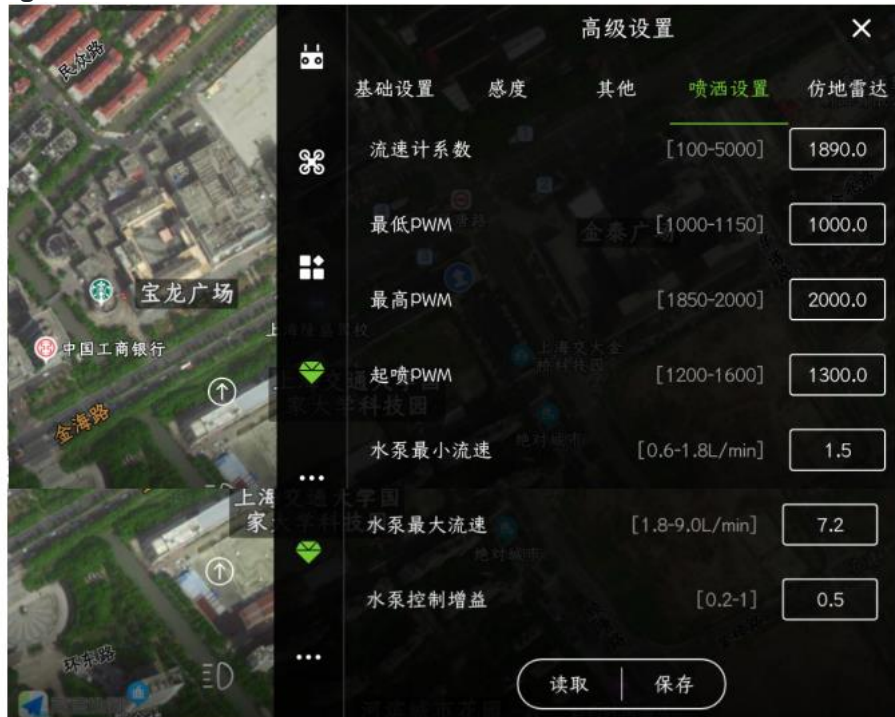 高级设置
基础设置 感度 其他 喷洒设置 仿地雷达
流速计系数 [100-5000] 1890.0
最低PWM [1000-1150] 1000.0
最高PWM [1850-2000] 2000.0
起喷PWM [1200-1600] 1300.0
水泵最小流速 [0.6-1.8L/min] 1.5
水泵最大流速 [1.8-9.0L/min] 7.2
水泵控制增益 [0.2-1] 0.5
读取 保存
民众路
宝龙广场
中国工商银行
金海路
上海交通大学国
家大学科技园
环东路
金泰广场
绝对城市